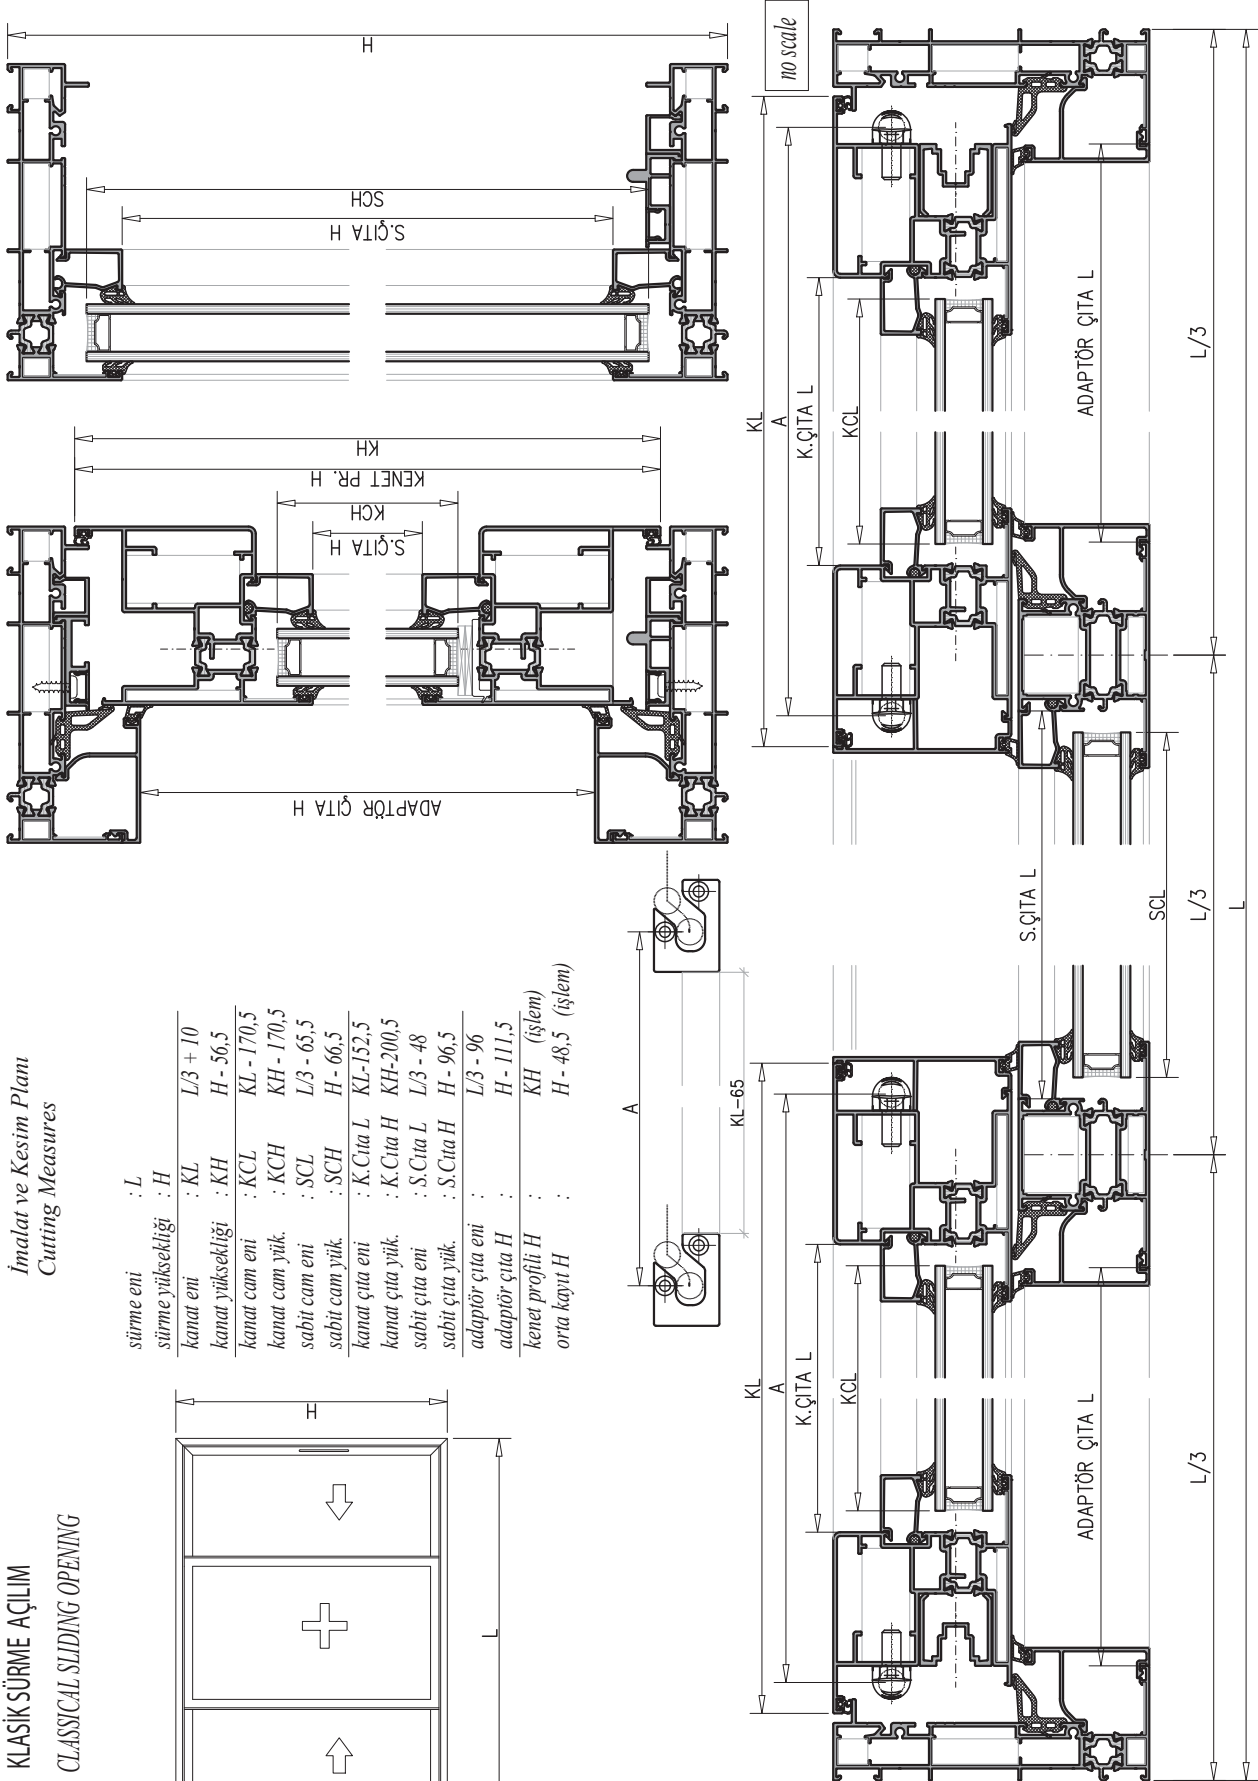 KLASİK SÜRME AÇILIM
CLASSICAL SLIDING OPENING
H
L
İmalat ve Kesim Planı
Cutting Measures
sürme eni : L
sürme yüksekliği : H
kanat eni : KL L/3 + 10
kanat yüksekliği : KH H - 56,5
kanat cam eni : KCL KL - 170,5
kanat cam yük. : KCH KH - 170,5
sabit cam eni : SCL L/3 - 65,5
sabit cam yük. : SCH H - 66,5
kanat çıta eni : K.Cıta L KL-152,5
kanat çıta yük. : K.Cıta H KH-200,5
sabit çıta eni : S.Cıta L L/3 - 48
sabit çıta yük. : S.Cıta H H - 96,5
adaptör çıta eni : L/3 - 96
adaptör çıta H : H - 111,5
kenet profili H : KH (işlem)
orta kayıt H : H - 48,5 (işlem)
A
KL-65
H
SCH
S.ÇITA H
KH
KENET PR. H
KCH
S.ÇITA H
ADAPTÖR ÇITA H
no scale
KL
A
K.ÇITA L
KCL
ADAPTÖR ÇITA L
L/3
S.ÇITA L
SCL
L/3
L
KL
A
K.ÇITA L
KCL
ADAPTÖR ÇITA L
L/3